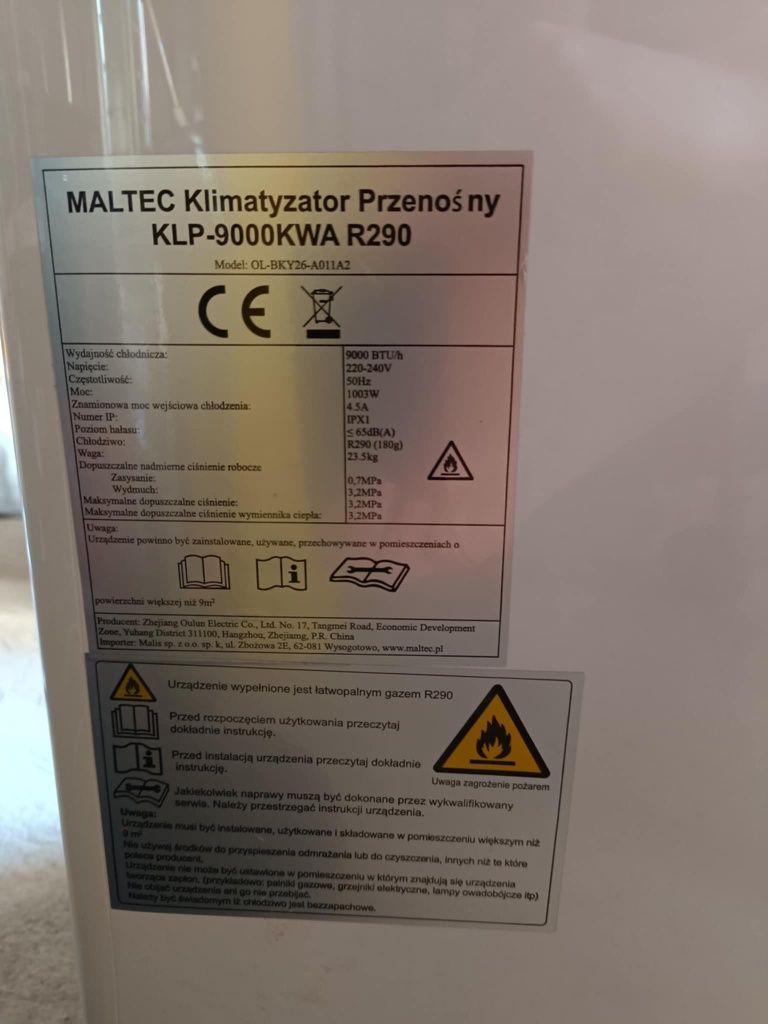 MALTEC Klimatyzator Przenośny
KLP-9000KWA R290
Model: OL-BKY26-A011A2
CE
Wydajność chłodnicza: 9000 BTU/h
Napięcie: 220-240V
Częstotliwość: 50Hz
Moc: 1003W
Znamionowa moc wejściowa chłodzenia: 4.5A
Numer IP: IPX1
Poziom hałasu: ≤ 65dB(A)
Chłodziwo: R290 (180g)
Waga: 23.5kg
Dopuszczalne nadmierne ciśnienie robocze
Zasysanie: 0,7MPa
Wydmuch: 3,2MPa
Maksymalne dopuszczalne ciśnienie: 3,2MPa
Maksymalne dopuszczalne ciśnienie wymiennika ciepła: 3,2MPa
Uwaga:
Urządzenie powinno być zainstalowane, używane, przechowywane w pomieszczeniach o
powierzchni większej niż 9m²
Producent: Zhejiang Oulun Electric Co., Ltd. No. 17, Tangmei Road, Economic Development
Zone, Yuhang District 311100, Hangzhou, Zhejiamg, P.R. China
Importer: Malis sp. z o.o. sp. k, ul. Zbożowa 2E, 62-081 Wysogotowo, www.maltec.pl
Urządzenie wypełnione jest łatwopalnym gazem R290
Przed rozpoczęciem użytkowania przeczytaj
dokładnie instrukcję.
Przed instalacją urządzenia przeczytaj dokładnie
instrukcję.
Uwaga zagrożenie pożarem
Jakiekolwiek naprawy muszą być dokonane przez wykwalifikowany
serwis. Należy przestrzegać instrukcji urządzenia.
Uwaga:
Urządzenie musi być instalowane, użytkowane i składowane w pomieszczeniu większym niż
9 m²
Nie używaj środków do przyspieszenia odmrażania lub do czyszczenia, innych niż te które
poleca producent.
Urządzenie nie może być ustawione w pomieszczeniu w którym znajdują się urządzenia
tworzące zapłon. (przykładowo: palniki gazowe, grzejniki elektryczne, lampy owadobójcze itp)
Nie obijać urządzenia ani go nie przebijać.
Należy być świadomym iż chłodziwo jest bezzapachowe.